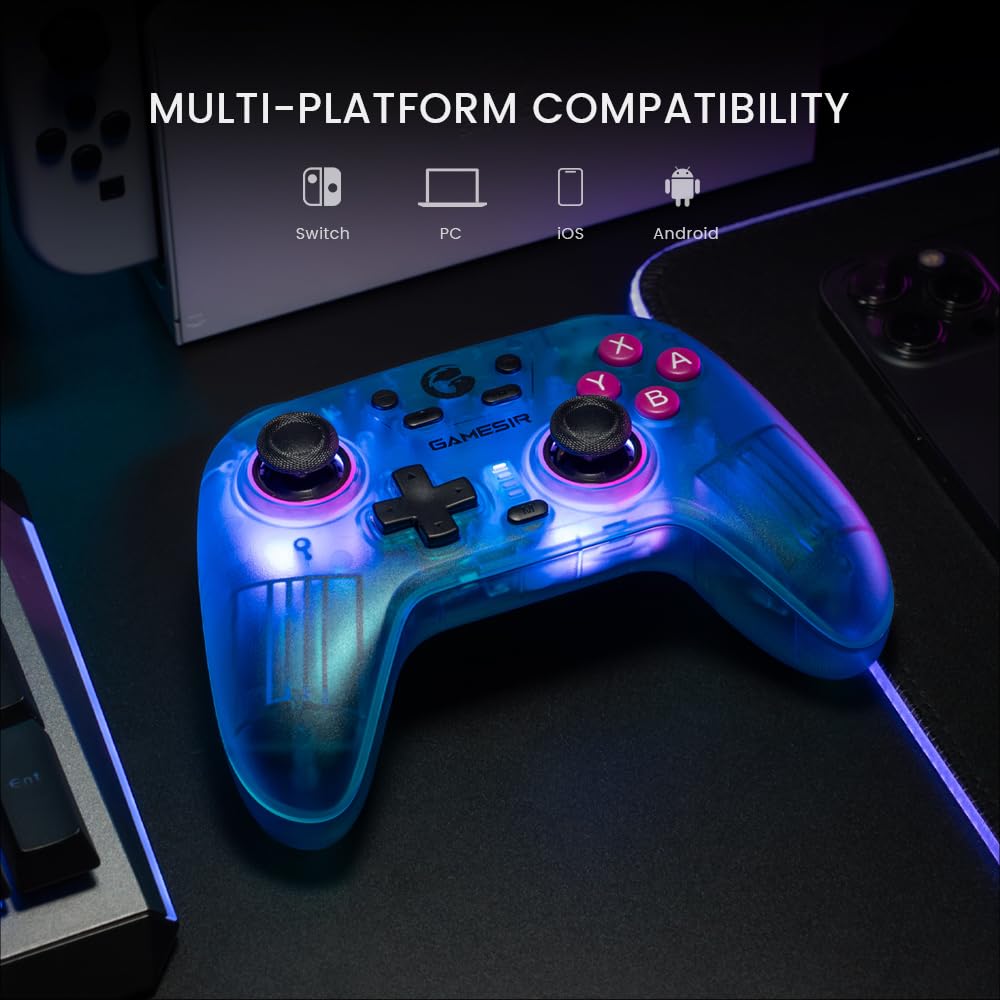 MULTI-PLATFORM COMPATIBILITY
Switch PC iOS Android
X A
Y B
GAMESIR
M
Ent